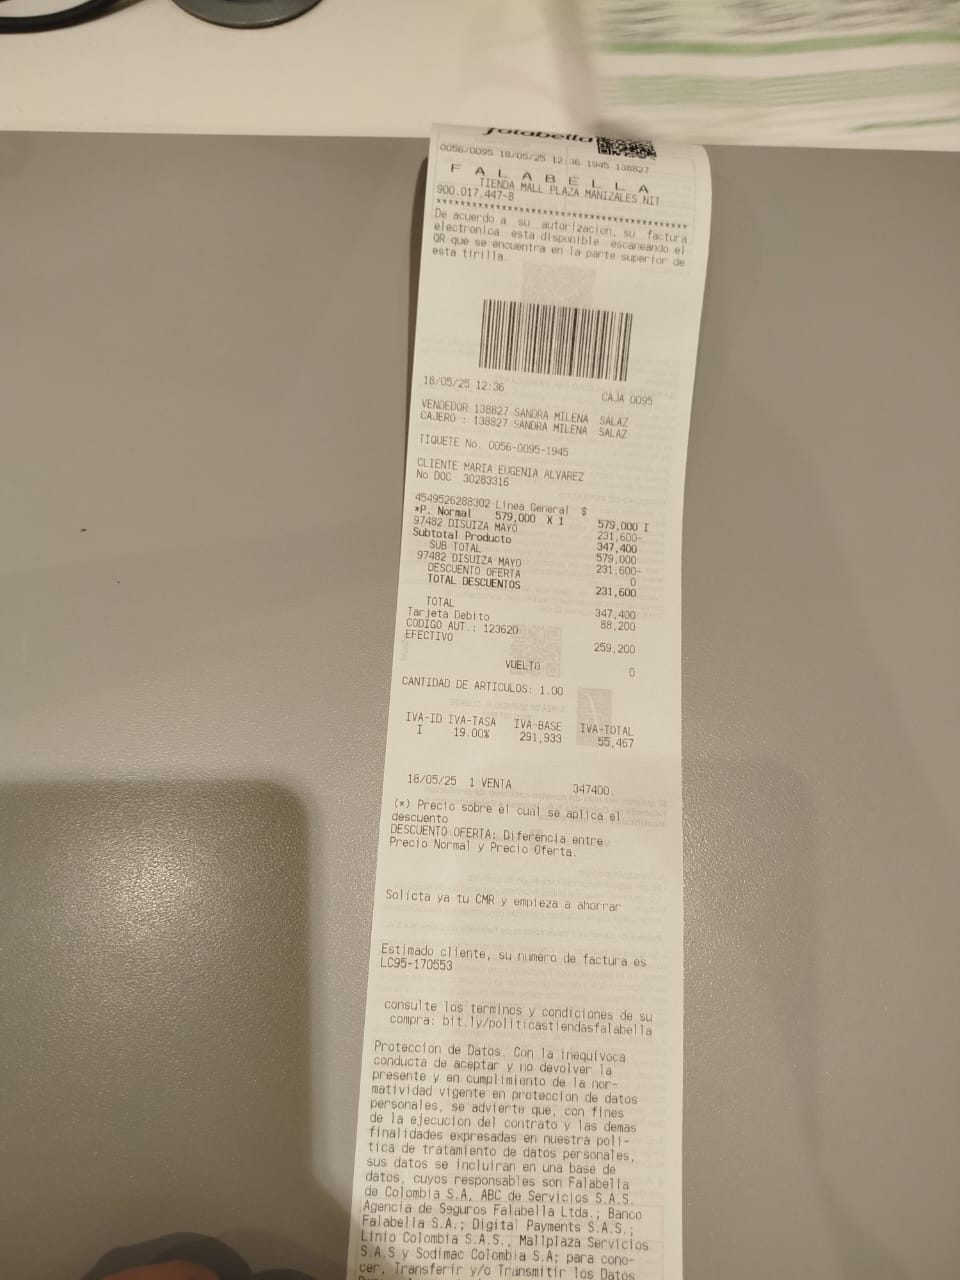 falabella
0056/0095 18/05/25 12:36 1945 138827
F A L A B E L L A
TIENDA MALL PLAZA MANIZALES NIT
900.017.447-8
****************************************
De acuerdo a su autorizacion, su factura
electronica esta disponible escaneando el
QR que se encuentra en la parte superior de
esta tirilla.
18/05/25 12:36 CAJA 0095
VENDEDOR 138827 SANDRA MILENA SALAZ
CAJERO : 138827 SANDRA MILENA SALAZ
TIQUETE No. 0056-0095-1945
CLIENTE MARIA EUGENIA ALVAREZ
No DOC 30283316
4549526288302 Linea General $
*P. Normal 579,000 X 1 579,000 I
97482 DISUIZA MAYO 231,600-
Subtotal Producto 347,400
SUB TOTAL 579,000
97482 DISUIZA MAYO 231,600-
DESCUENTO OFERTA 0
TOTAL DESCUENTOS 231,600
TOTAL 347,400
Tarjeta Debito 88,200
CODIGO AUT.: 123620
EFECTIVO 259,200
VUELTO 0
CANTIDAD DE ARTICULOS: 1.00
IVA-ID IVA-TASA IVA-BASE IVA-TOTAL
I 19.00% 291,933 55,467
18/05/25 1 VENTA 347400.
(*) Precio sobre el cual se aplica el
descuento
DESCUENTO OFERTA: Diferencia entre
Precio Normal y Precio Oferta.
Solicta ya tu CMR y empieza a ahorrar
Estimado cliente, su numero de factura es
LC95-170553
consulte los terminos y condiciones de su
compra: bit.ly/politicastiendasfalabella
Proteccion de Datos. Con la inequivoca
conducta de aceptar y no devolver la
presente y en cumplimiento de la nor-
matividad vigente en proteccion de datos
personales, se advierte que, con fines
de la ejecucion del contrato y las demas
finalidades expresadas en nuestra poli-
tica de tratamiento de datos personales,
sus datos se incluiran en una base de
datos, cuyos responsables son Falabella
de Colombia S.A, ABC de Servicios S.A.S.
Agencia de Seguros Falabella Ltda.; Banco
Falabella S.A.; Digital Payments S.A.S.;
Linio Colombia S.A.S., Mallplaza Servicios
S.A.S y Sodimac Colombia S.A; para cono-
cer, Transferir y/o Transmitir los Datos